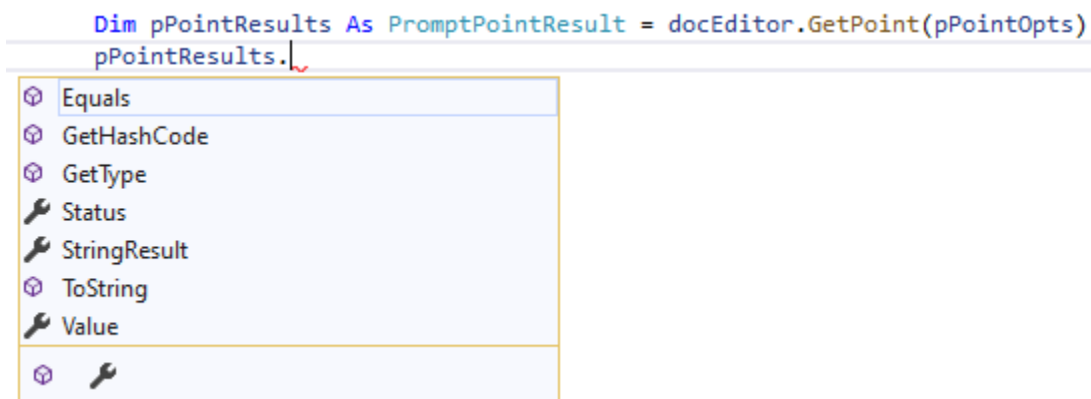 Dim pPointResults As PromptPointResult = docEditor.GetPoint(pPointOpts)
pPointResults.
Equals
GetHashCode
GetType
Status
StringResult
ToString
Value